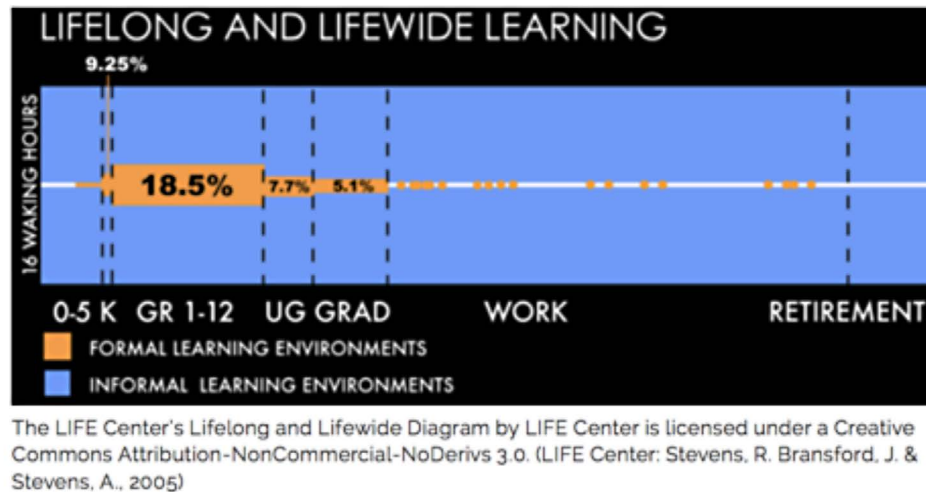 LIFELONG AND LIFEWIDE LEARNING
9.25%
16 WAKING HOURS
18.5%
7.7%
5.1%
0-5 K GR 1-12 UG GRAD WORK RETIREMENT
FORMAL LEARNING ENVIRONMENTS
INFORMAL LEARNING ENVIRONMENTS
The LIFE Center's Lifelong and Lifewide Diagram by LIFE Center is licensed under a Creative
Commons Attribution-NonCommercial-NoDerivs 3.0. (LIFE Center: Stevens, R. Bransford, J. &
Stevens, A., 2005)